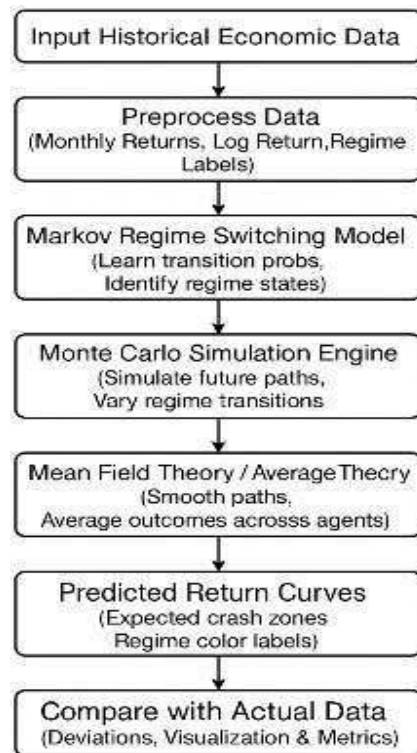 Input Historical Economic Data
Preprocess Data
(Monthly Returns, Log Return,Regime
Labels)
Markov Regime Switching Model
(Learn transition probs,
Identify regime states)
Monte Carlo Simulation Engine
(Simulate future paths,
Vary regime transitions
Mean Field Theory / Average Thecry
(Smooth paths,
Average outcomes acrosss agents)
Predicted Return Curves
(Expected crash zones
Regime color labels)
Compare with Actual Data
(Deviations, Visualization & Metrics)